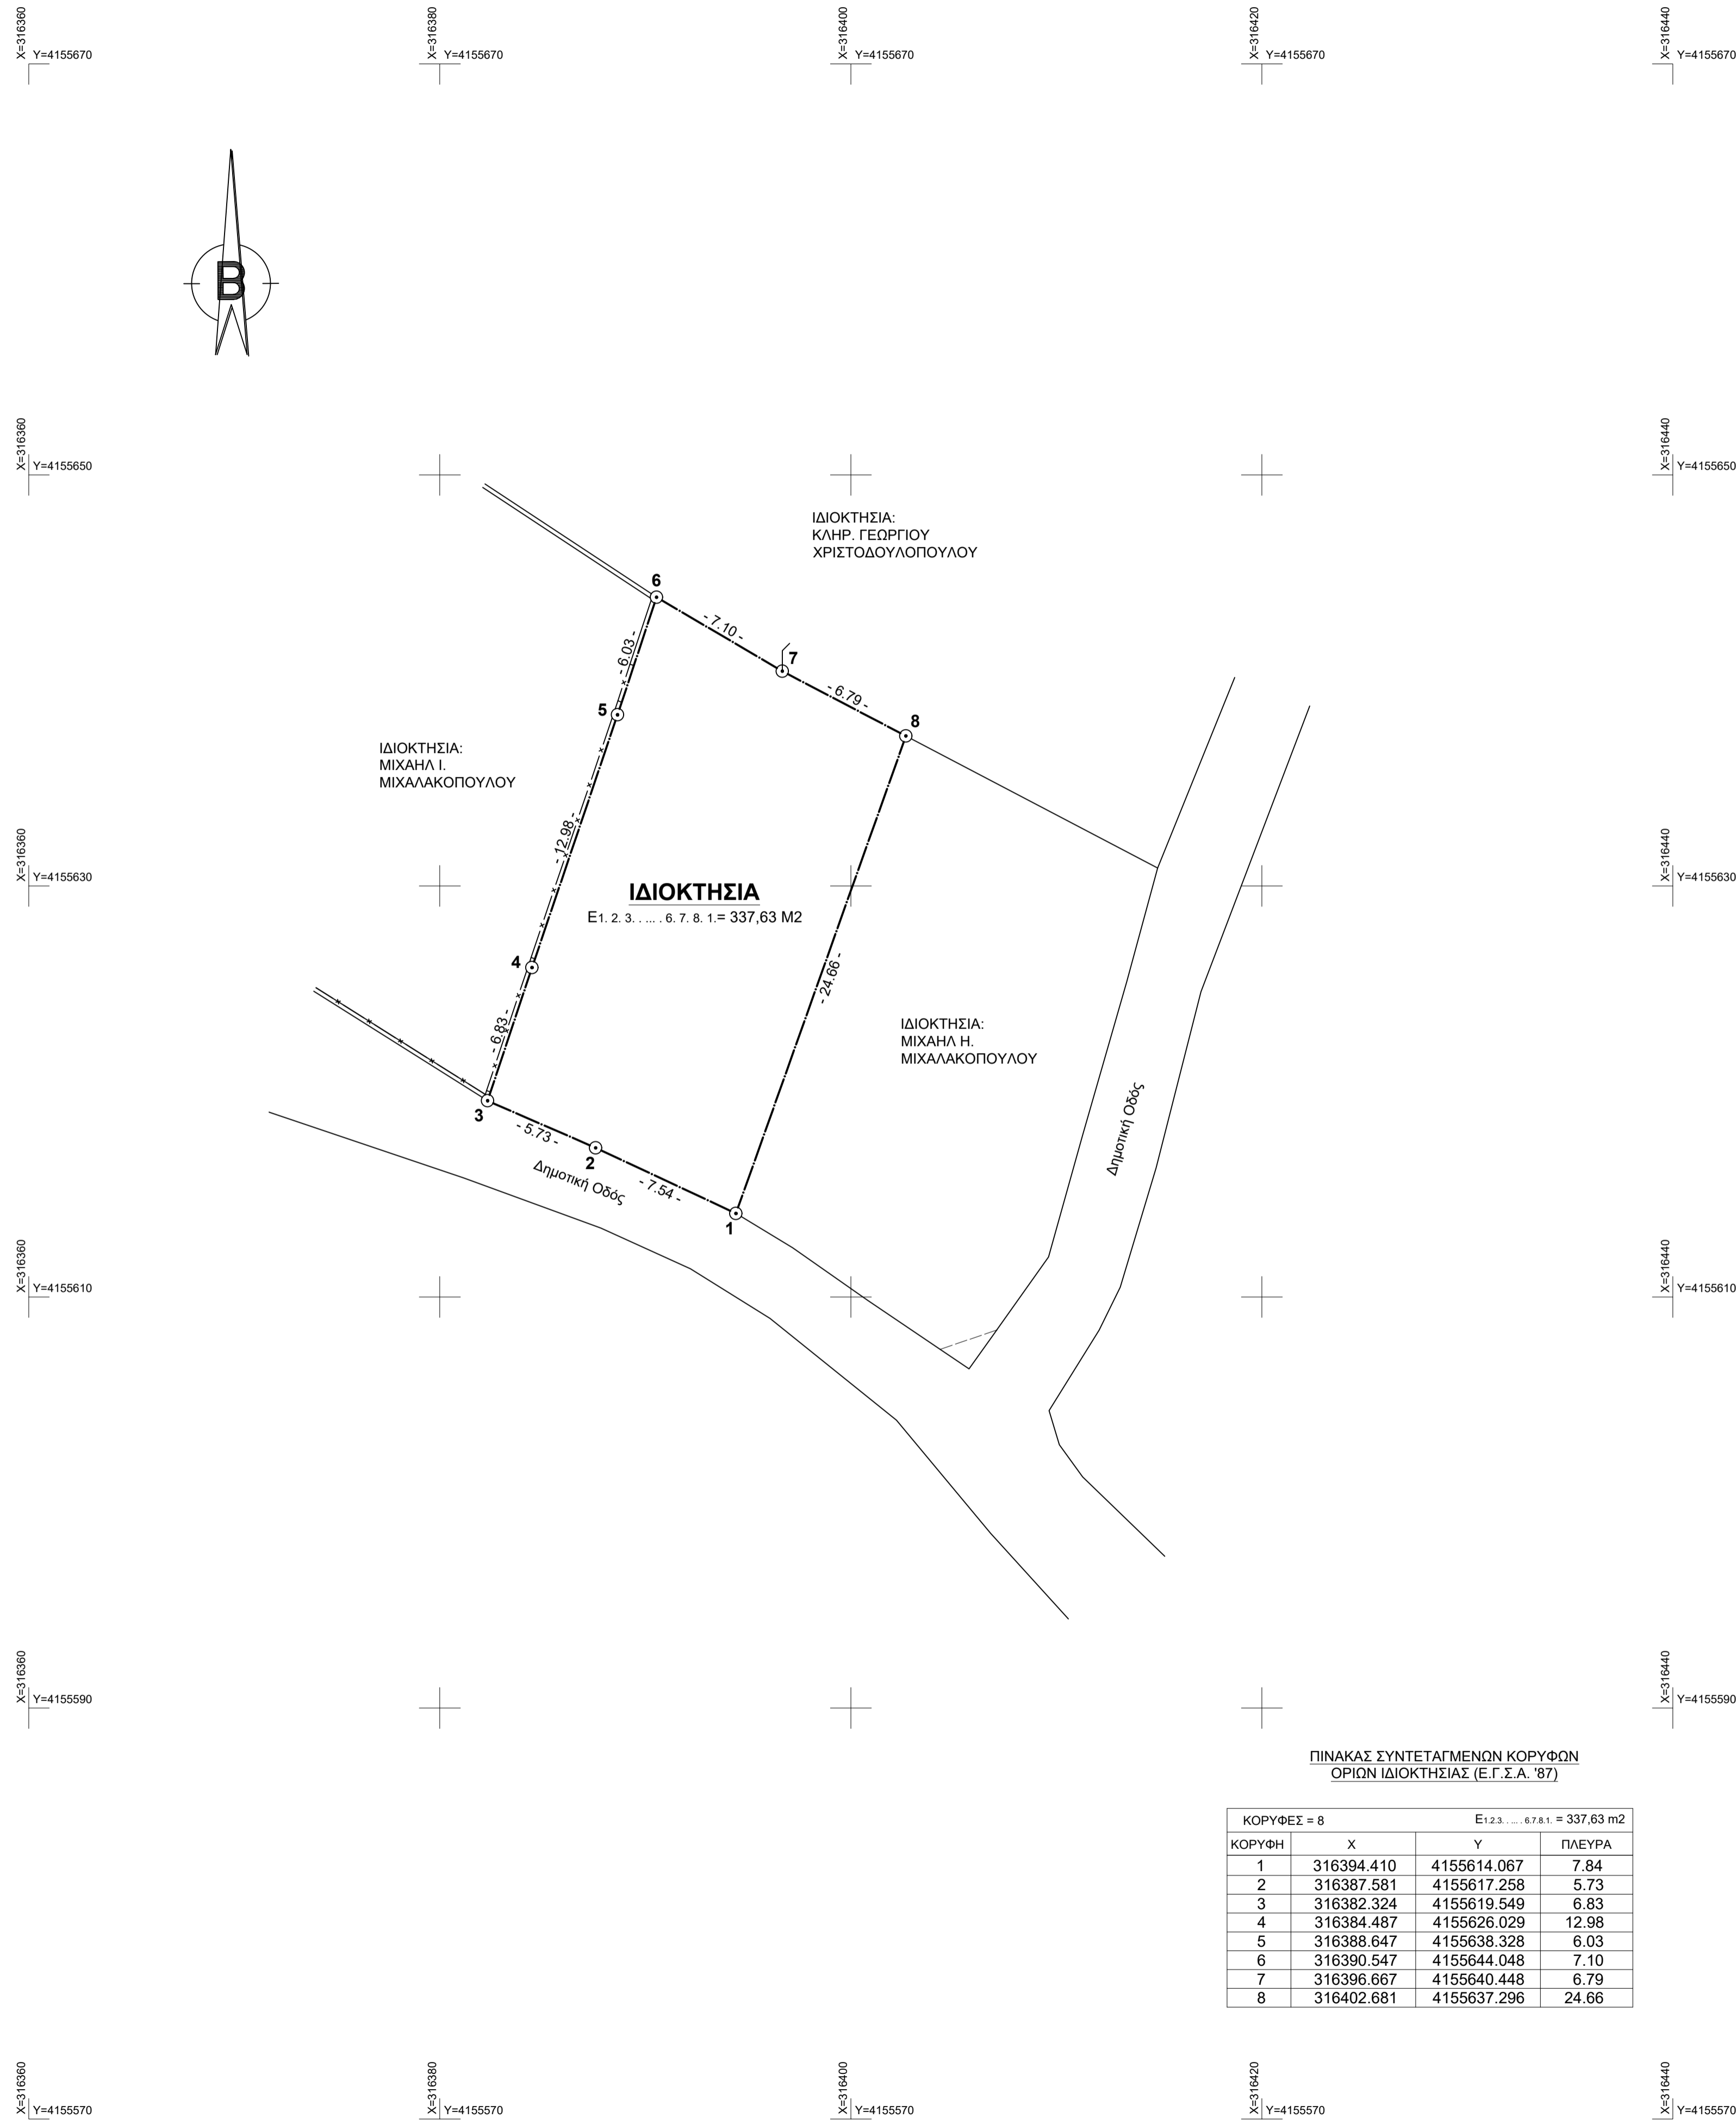 X=316360 Y=4155670
X=316380 Y=4155670
X=316400 Y=4155670
X=316420 Y=4155670
X=316440 Y=4155670
B
X=316360 Y=4155650
X=316440 Y=4155650
ΙΔΙΟΚΤΗΣΙΑ:
ΚΛΗΡ. ΓΕΩΡΓΙΟΥ
ΧΡΙΣΤΟΔΟΥΛΟΠΟΥΛΟΥ
6
- 7.10 -
- 6.03 -
7
- 6.79 -
5
8
ΙΔΙΟΚΤΗΣΙΑ:
ΜΙΧΑΗΛ Ι.
ΜΙΧΑΛΑΚΟΠΟΥΛΟΥ
- 12.98 -
X=316360 Y=4155630
X=316440 Y=4155630
ΙΔΙΟΚΤΗΣΙΑ
Ε1. 2. 3. . ... . 6. 7. 8. 1.= 337,63 Μ2
4
- 24.66 -
- 6.83 -
ΙΔΙΟΚΤΗΣΙΑ:
ΜΙΧΑΗΛ Η.
ΜΙΧΑΛΑΚΟΠΟΥΛΟΥ
Δημοτική Οδός
3
- 5.73 -
2
Δημοτική Οδός
- 7.54 -
1
X=316360 Y=4155610
X=316440 Y=4155610
X=316360 Y=4155590
X=316440 Y=4155590
ΠΙΝΑΚΑΣ ΣΥΝΤΕΤΑΓΜΕΝΩΝ ΚΟΡΥΦΩΝ
ΟΡΙΩΝ ΙΔΙΟΚΤΗΣΙΑΣ (Ε.Γ.Σ.Α. '87)
ΚΟΡΥΦΕΣ = 8 Ε1.2.3. . ... . 6.7.8.1. = 337,63 m2
ΚΟΡΥΦΗ X Y ΠΛΕΥΡΑ
1 316394.410 4155614.067 7.84
2 316387.581 4155617.258 5.73
3 316382.324 4155619.549 6.83
4 316384.487 4155626.029 12.98
5 316388.647 4155638.328 6.03
6 316390.547 4155644.048 7.10
7 316396.667 4155640.448 6.79
8 316402.681 4155637.296 24.66
X=316360 Y=4155570
X=316380 Y=4155570
X=316400 Y=4155570
X=316420 Y=4155570
X=316440 Y=4155570